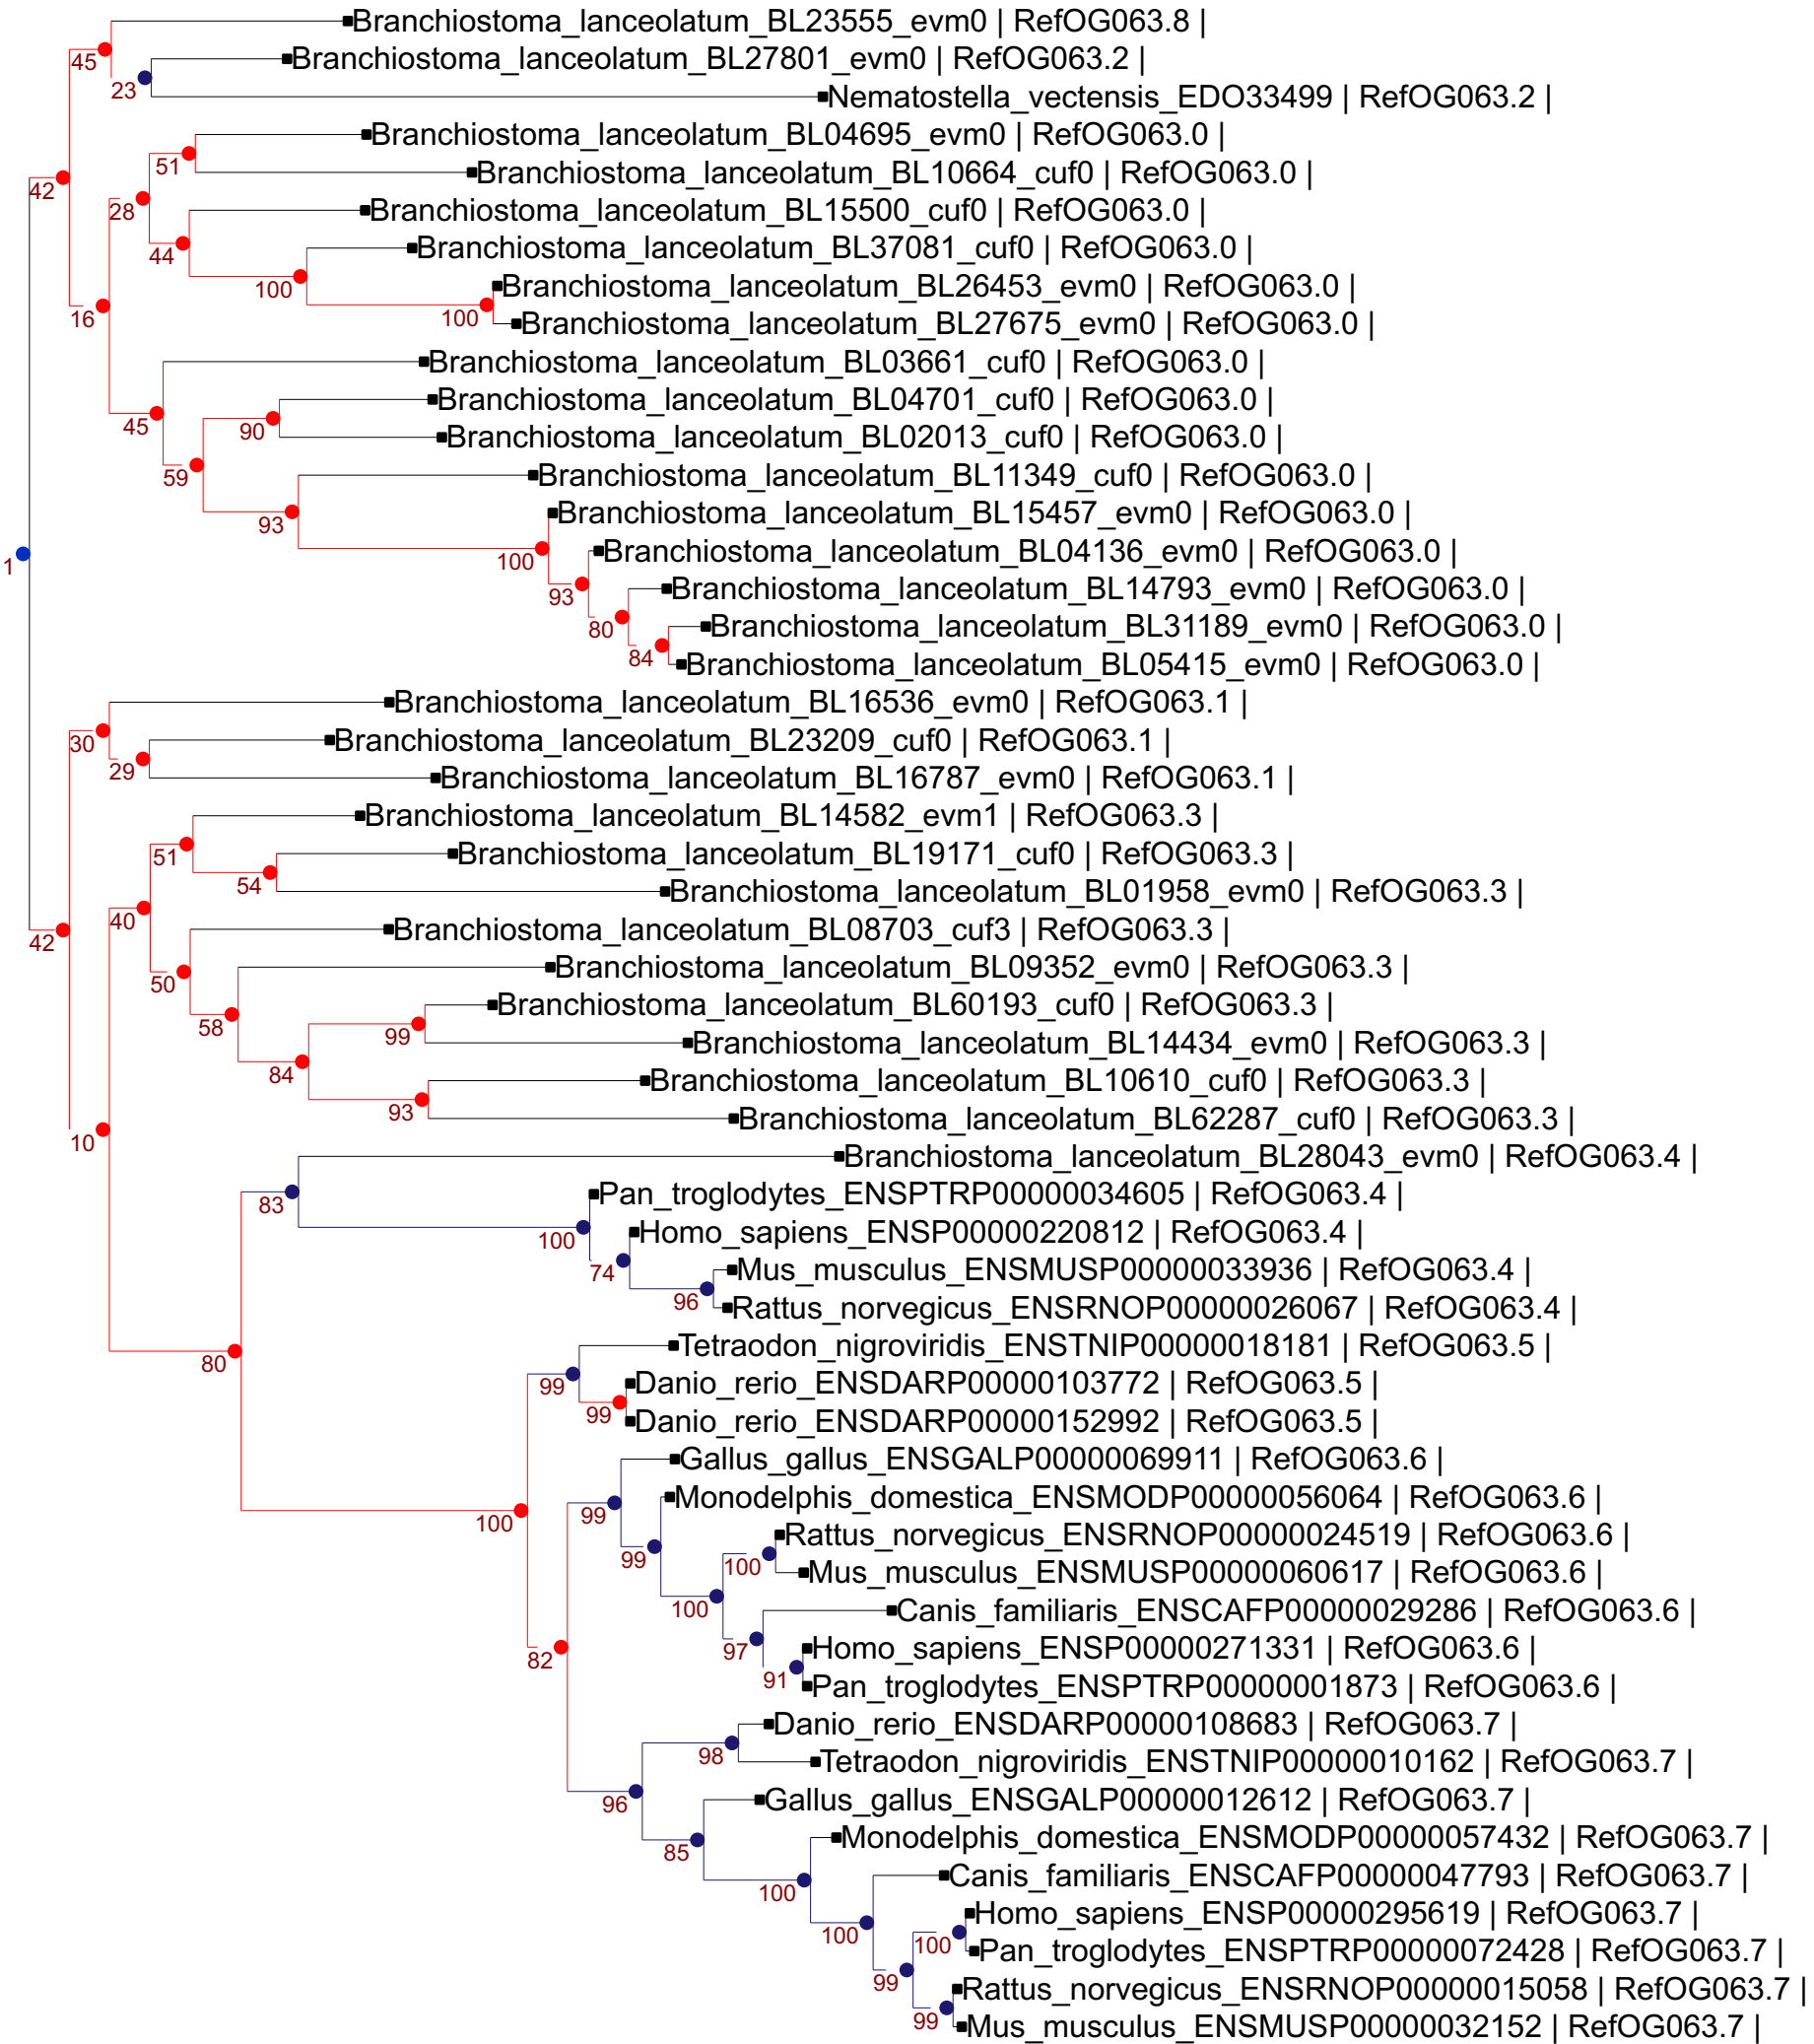 Branchiostoma_lanceolatum_BL23555_evm0 | RefOG063.8 |
45
Branchiostoma_lanceolatum_BL27801_evm0 | RefOG063.2 |
23
Nematostella_vectensis_EDO33499 | RefOG063.2 |
Branchiostoma_lanceolatum_BL04695_evm0 | RefOG063.0 |
51
Branchiostoma_lanceolatum_BL10664_cuf0 | RefOG063.0 |
42
28
Branchiostoma_lanceolatum_BL15500_cuf0 | RefOG063.0 |
44
Branchiostoma_lanceolatum_BL37081_cuf0 | RefOG063.0 |
100
Branchiostoma_lanceolatum_BL26453_evm0 | RefOG063.0 |
16
100
Branchiostoma_lanceolatum_BL27675_evm0 | RefOG063.0 |
Branchiostoma_lanceolatum_BL03661_cuf0 | RefOG063.0 |
Branchiostoma_lanceolatum_BL04701_cuf0 | RefOG063.0 |
45
90
Branchiostoma_lanceolatum_BL02013_cuf0 | RefOG063.0 |
59
Branchiostoma_lanceolatum_BL11349_cuf0 | RefOG063.0 |
93
Branchiostoma_lanceolatum_BL15457_evm0 | RefOG063.0 |
1
100
Branchiostoma_lanceolatum_BL04136_evm0 | RefOG063.0 |
93
Branchiostoma_lanceolatum_BL14793_evm0 | RefOG063.0 |
80
Branchiostoma_lanceolatum_BL31189_evm0 | RefOG063.0 |
84
Branchiostoma_lanceolatum_BL05415_evm0 | RefOG063.0 |
Branchiostoma_lanceolatum_BL16536_evm0 | RefOG063.1 |
30
Branchiostoma_lanceolatum_BL23209_cuf0 | RefOG063.1 |
29
Branchiostoma_lanceolatum_BL16787_evm0 | RefOG063.1 |
Branchiostoma_lanceolatum_BL14582_evm1 | RefOG063.3 |
51
Branchiostoma_lanceolatum_BL19171_cuf0 | RefOG063.3 |
54
Branchiostoma_lanceolatum_BL01958_evm0 | RefOG063.3 |
40
42
Branchiostoma_lanceolatum_BL08703_cuf3 | RefOG063.3 |
50
Branchiostoma_lanceolatum_BL09352_evm0 | RefOG063.3 |
58
Branchiostoma_lanceolatum_BL60193_cuf0 | RefOG063.3 |
99
Branchiostoma_lanceolatum_BL14434_evm0 | RefOG063.3 |
84
Branchiostoma_lanceolatum_BL10610_cuf0 | RefOG063.3 |
93
Branchiostoma_lanceolatum_BL62287_cuf0 | RefOG063.3 |
10
Branchiostoma_lanceolatum_BL28043_evm0 | RefOG063.4 |
83
Pan_troglodytes_ENSPTRP00000034605 | RefOG063.4 |
100
Homo_sapiens_ENSP00000220812 | RefOG063.4 |
74
Mus_musculus_ENSMUSP00000033936 | RefOG063.4 |
96
Rattus_norvegicus_ENSRNOP00000026067 | RefOG063.4 |
80
Tetraodon_nigroviridis_ENSTNIP00000018181 | RefOG063.5 |
99
Danio_rerio_ENSDARP00000103772 | RefOG063.5 |
99
Danio_rerio_ENSDARP00000152992 | RefOG063.5 |
Gallus_gallus_ENSGALP00000069911 | RefOG063.6 |
100
99
Monodelphis_domestica_ENSMODP00000056064 | RefOG063.6 |
Rattus_norvegicus_ENSRNOP00000024519 | RefOG063.6 |
99
100
Mus_musculus_ENSMUSP00000060617 | RefOG063.6 |
100
Canis_familiaris_ENSCAFP00000029286 | RefOG063.6 |
82
97
Homo_sapiens_ENSP00000271331 | RefOG063.6 |
91
Pan_troglodytes_ENSPTRP00000001873 | RefOG063.6 |
Danio_rerio_ENSDARP00000108683 | RefOG063.7 |
98
Tetraodon_nigroviridis_ENSTNIP00000010162 | RefOG063.7 |
96
Gallus_gallus_ENSGALP00000012612 | RefOG063.7 |
85
Monodelphis_domestica_ENSMODP00000057432 | RefOG063.7 |
100
Canis_familiaris_ENSCAFP00000047793 | RefOG063.7 |
100
Homo_sapiens_ENSP00000295619 | RefOG063.7 |
100
Pan_troglodytes_ENSPTRP00000072428 | RefOG063.7 |
99
Rattus_norvegicus_ENSRNOP00000015058 | RefOG063.7 |
99
Mus_musculus_ENSMUSP00000032152 | RefOG063.7 |